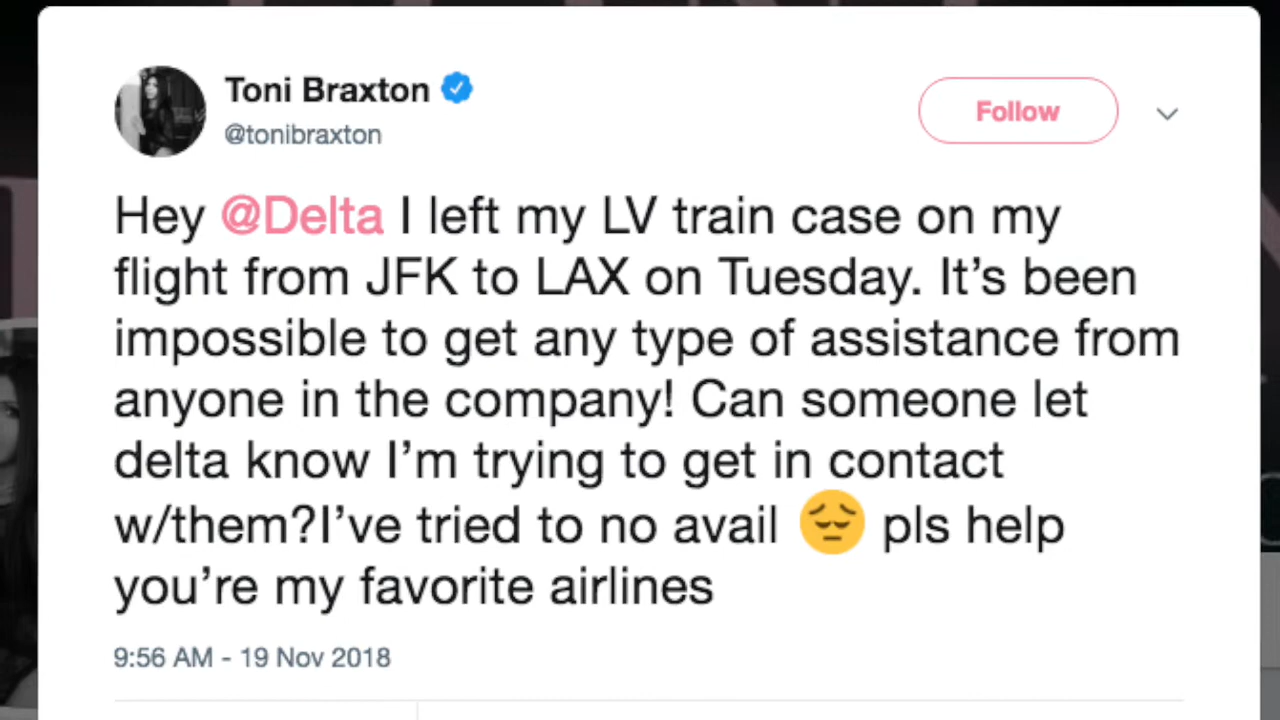 Toni Braxton
@tonibraxton
Follow
Hey @Delta I left my LV train case on my
flight from JFK to LAX on Tuesday. It’s been
impossible to get any type of assistance from
anyone in the company! Can someone let
delta know I’m trying to get in contact
w/them?I’ve tried to no avail 😔 pls help
you’re my favorite airlines
9:56 AM - 19 Nov 2018